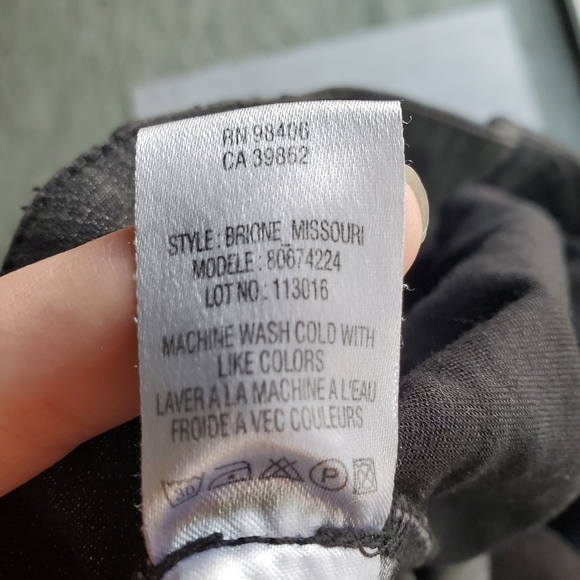 RN 98406
CA 39862
STYLE : BRIONE_MISSOURI
MODELE : 80674224
LOT NO : 113016
MACHINE WASH COLD WITH
LIKE COLORS
LAVER A LA MACHINE A L'EAU
FROIDE A VEC COULEURS
30
P